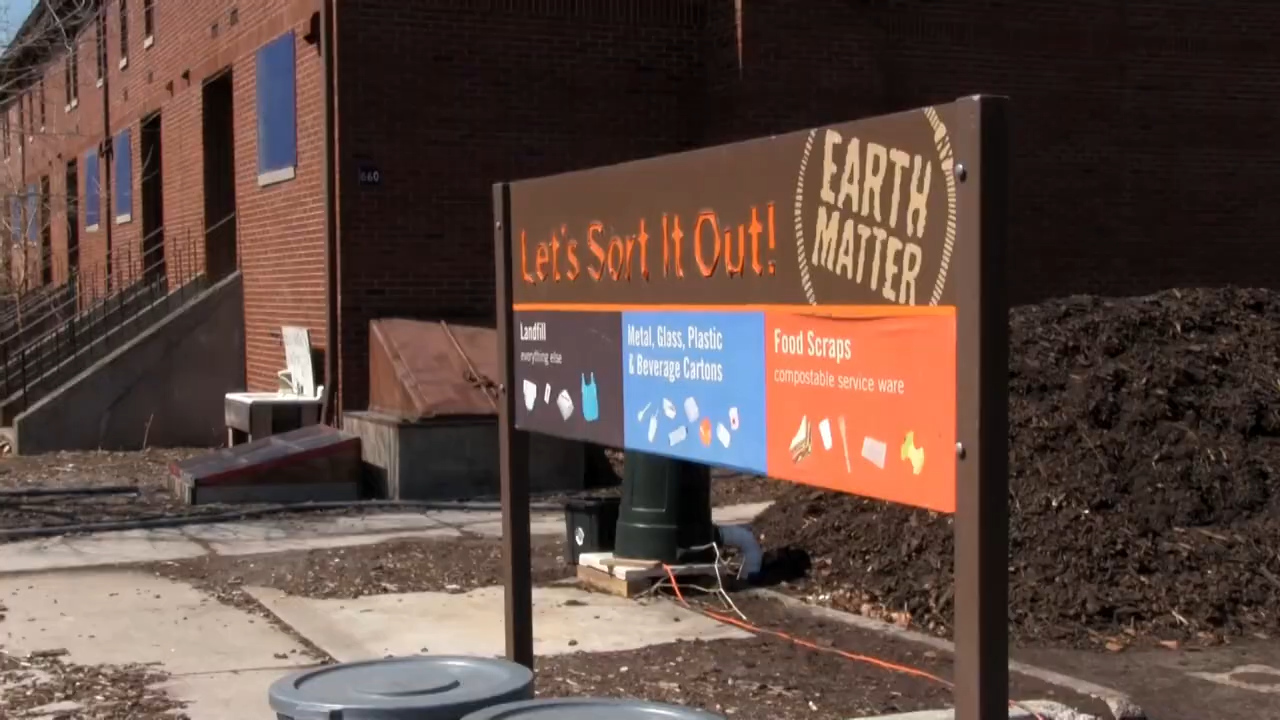 660
EARTH
MATTER
Let's Sort It Out!
Landfill
everything else
Metal, Glass, Plastic
& Beverage Cartons
Food Scraps
compostable service ware